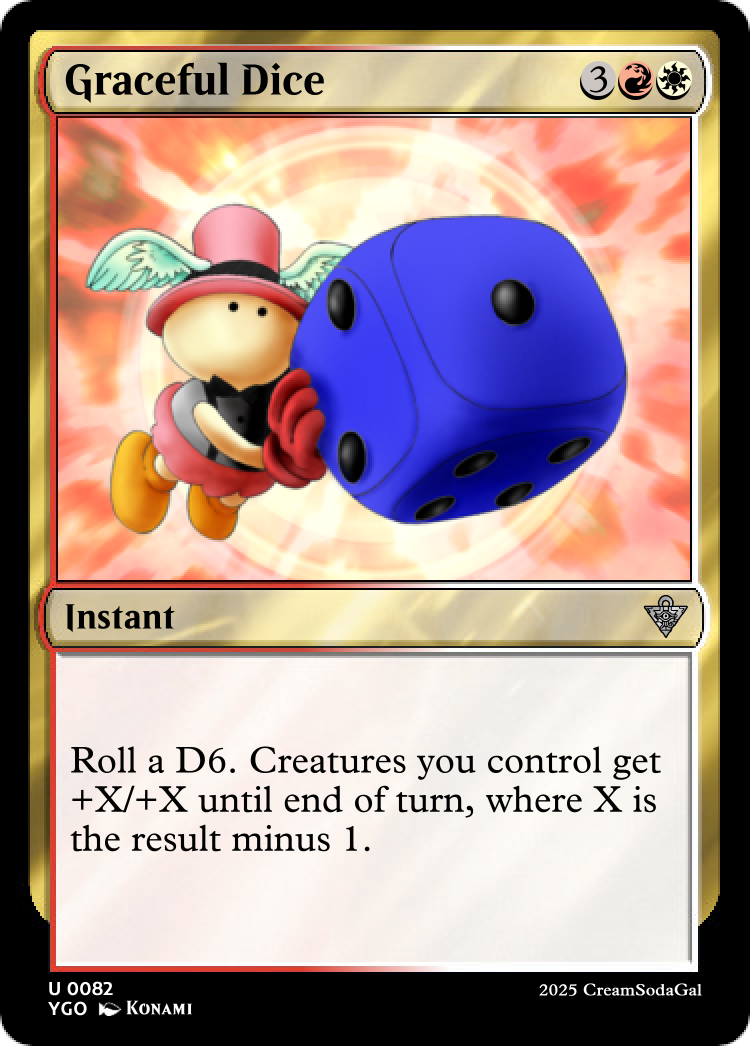 Graceful Dice 3
Instant
Roll a D6. Creatures you control get
+X/+X until end of turn, where X is
the result minus 1.
U 0082
YGO KONAMI
2025 CreamSodaGal